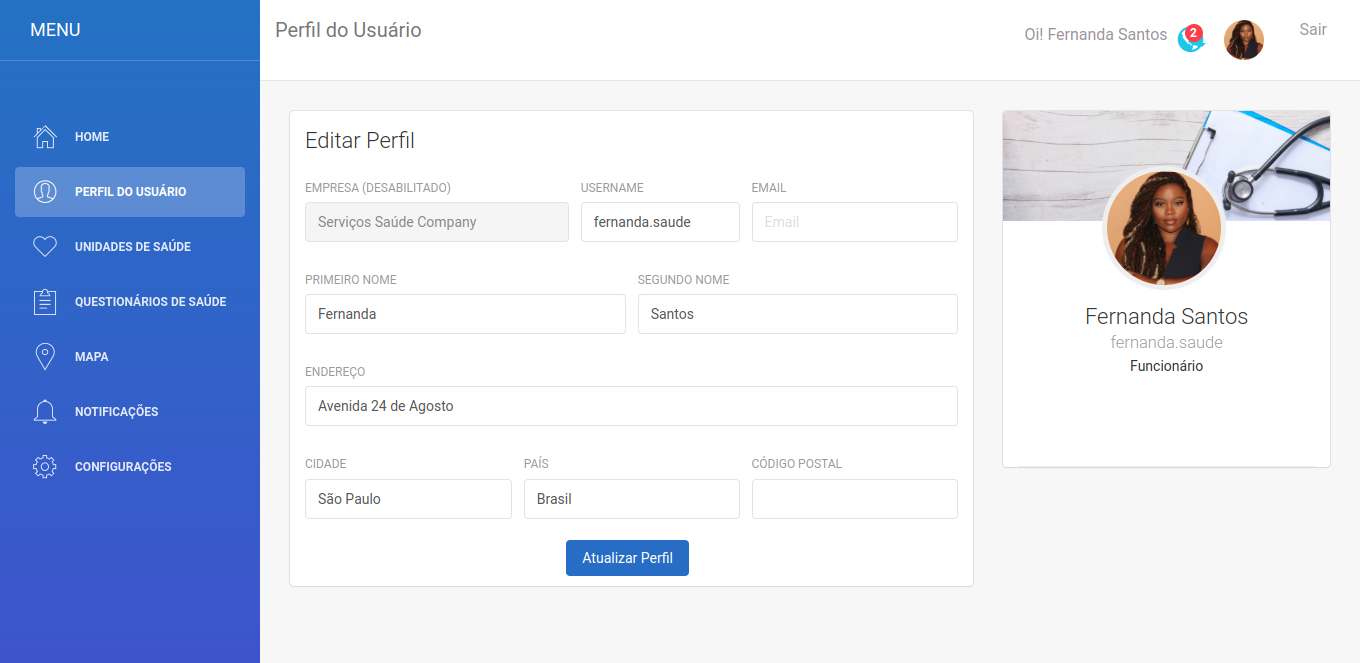 MENU
Perfil do Usuário
Oi! Fernanda Santos
2
Sair
HOME
PERFIL DO USUÁRIO
UNIDADES DE SAÚDE
QUESTIONÁRIOS DE SAÚDE
MAPA
NOTIFICAÇÕES
CONFIGURAÇÕES
Editar Perfil
EMPRESA (DESABILITADO) USERNAME EMAIL
Serviços Saúde Company fernanda.saude Email
PRIMEIRO NOME SEGUNDO NOME
Fernanda Santos
ENDEREÇO
Avenida 24 de Agosto
CIDADE PAÍS CÓDIGO POSTAL
São Paulo Brasil
Atualizar Perfil
Fernanda Santos
fernanda.saude
Funcionário